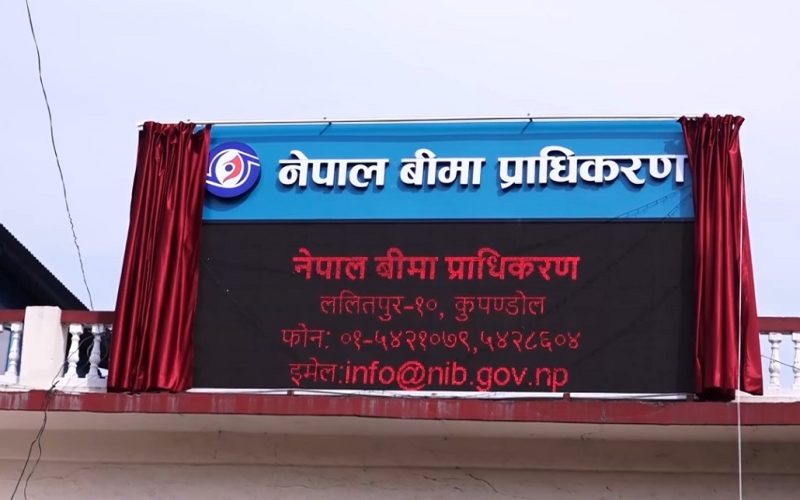 नेपाल बीमा प्राधिकरण
नेपाल बीमा प्राधिकरण
ललितपुर-१०, कुपण्डोल
फोन: ०१-५४२१०७९,५४२८६०४
इमेल:info@nib.gov.np